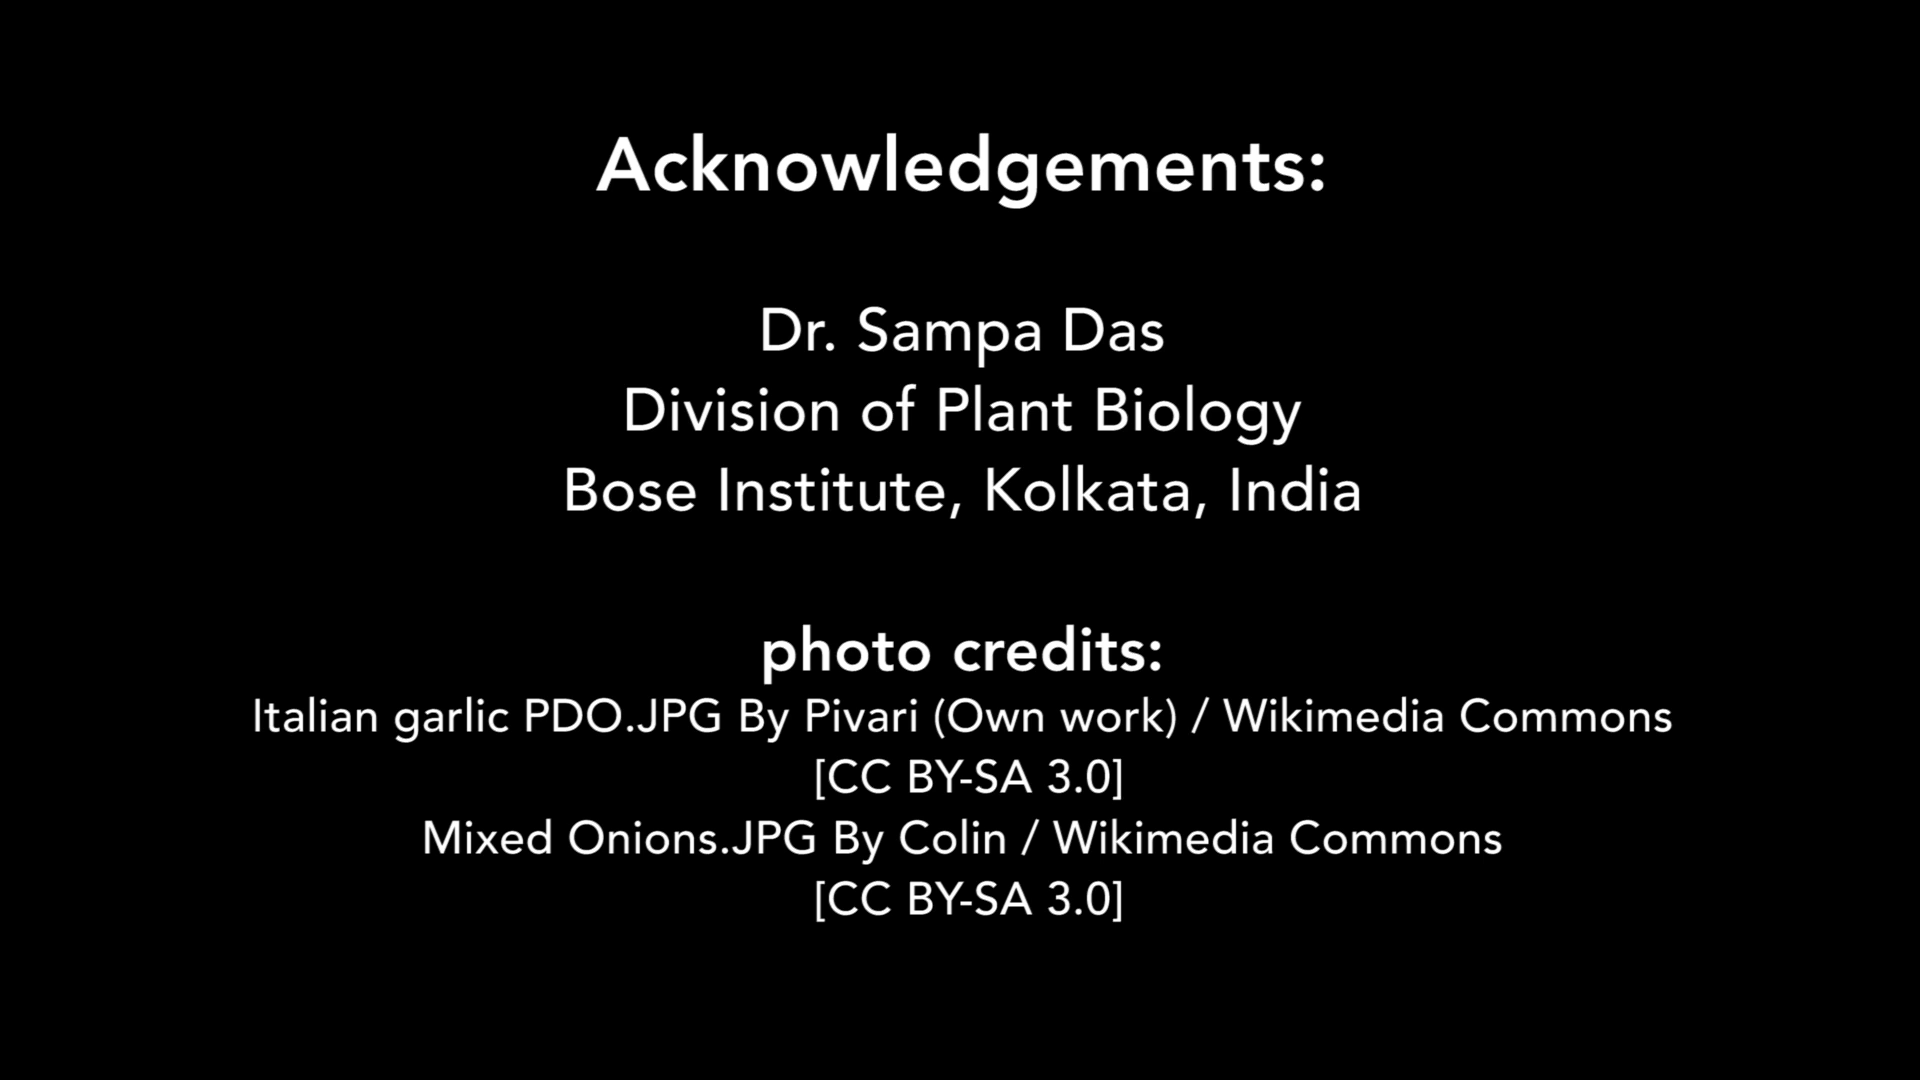 Acknowledgements:
Dr. Sampa Das
Division of Plant Biology
Bose Institute, Kolkata, India
photo credits:
Italian garlic PDO.JPG By Pivari (Own work) / Wikimedia Commons
[CC BY-SA 3.0]
Mixed Onions.JPG By Colin / Wikimedia Commons
[CC BY-SA 3.0]